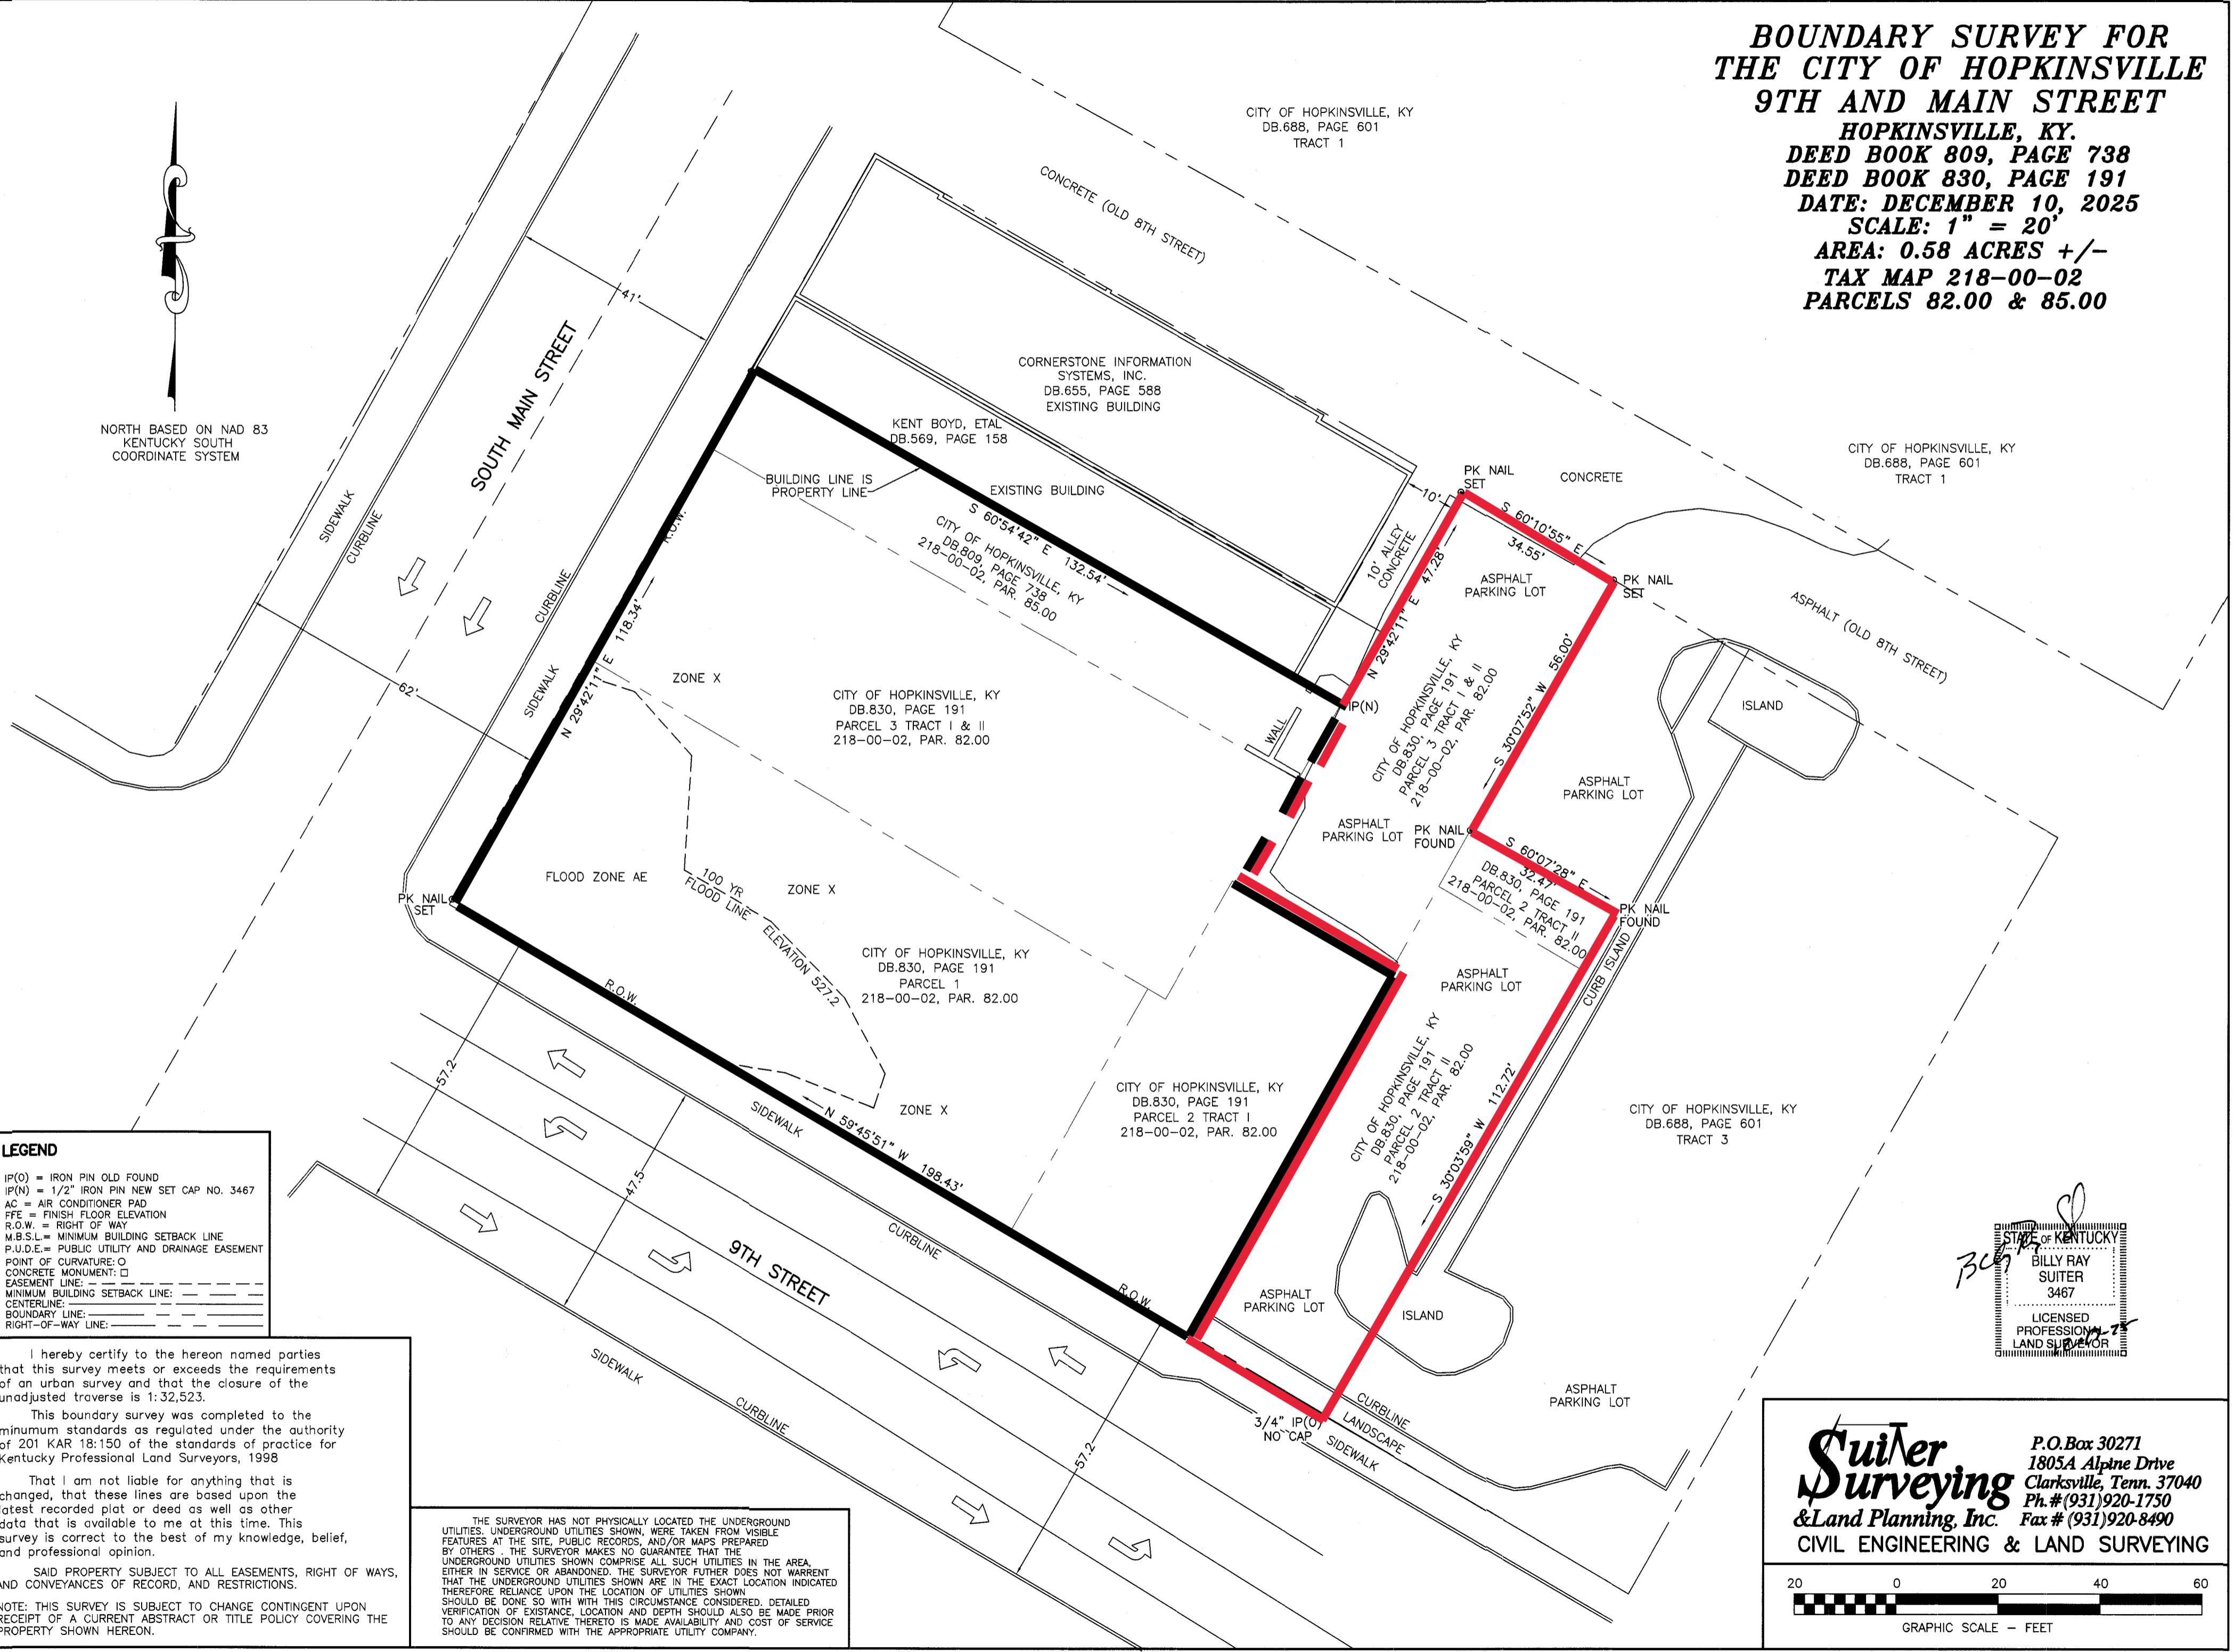 BOUNDARY SURVEY FOR
THE CITY OF HOPKINSVILLE
9TH AND MAIN STREET
HOPKINSVILLE, KY.
DEED BOOK 809, PAGE 738
DEED BOOK 830, PAGE 191
DATE: DECEMBER 10, 2025
SCALE: 1" = 20'
AREA: 0.58 ACRES +/-
TAX MAP 218-00-02
PARCELS 82.00 & 85.00
CITY OF HOPKINSVILLE, KY
DB.688, PAGE 601
TRACT 1
CONCRETE (OLD 8TH STREET)
NORTH BASED ON NAD 83
KENTUCKY SOUTH
COORDINATE SYSTEM
41'
SOUTH MAIN STREET
SIDEWALK
CURBLINE
CORNERSTONE INFORMATION
SYSTEMS, INC.
DB.655, PAGE 588
EXISTING BUILDING
KENT BOYD, ETAL
DB.569, PAGE 158
BUILDING LINE IS
PROPERTY LINE
EXISTING BUILDING
S 60°54'42" E 132.54'
CITY OF HOPKINSVILLE, KY
DB.809, PAGE 738
218-00-02, PAR. 85.00
R.O.W.
CURBLINE
SIDEWALK
N 29°42'11" E 118.34'
62'
10'
10' ALLEY
CONCRETE
PK NAIL
SET
CONCRETE
CITY OF HOPKINSVILLE, KY
DB.688, PAGE 601
TRACT 1
S 60°10'55" E
34.55'
N 29°42'11" E 47.28'
ASPHALT
PARKING LOT
PK NAIL
SET
ASPHALT (OLD 8TH STREET)
S 30°07'52" W 56.00'
CITY OF HOPKINSVILLE, KY
DB.830, PAGE 191
PARCEL 3 TRACT I & II
218-00-02, PAR. 82.00
ISLAND
IP(N)
WALL
ZONE X
CITY OF HOPKINSVILLE, KY
DB.830, PAGE 191
PARCEL 3 TRACT I & II
218-00-02, PAR. 82.00
ASPHALT
PARKING LOT
ASPHALT
PARKING LOT
PK NAIL
FOUND
S 60°07'28" E
32.47'
DB.830, PAGE 191
PARCEL 2 TRACT II
218-00-02, PAR. 82.00
PK NAIL
FOUND
CURB ISLAND
FLOOD ZONE AE
100 YR
FLOOD LINE
ELEVATION 527.2
ZONE X
PK NAIL
SET
CITY OF HOPKINSVILLE, KY
DB.830, PAGE 191
PARCEL 1
218-00-02, PAR. 82.00
ASPHALT
PARKING LOT
R.O.W.
57.2
SIDEWALK
N 59°45'51" W 198.43'
ZONE X
CITY OF HOPKINSVILLE, KY
DB.830, PAGE 191
PARCEL 2 TRACT I
218-00-02, PAR. 82.00
CITY OF HOPKINSVILLE, KY
DB.830, PAGE 191
PARCEL 2 TRACT II
218-00-02, PAR. 82.00
S 30°03'59" W 112.72'
CITY OF HOPKINSVILLE, KY
DB.688, PAGE 601
TRACT 3
47.5
9TH STREET
CURBLINE
R.O.W.
ASPHALT
PARKING LOT
ISLAND
SIDEWALK
CURBLINE
57.2
3/4" IP(O)
NO CAP
CURBLINE
LANDSCAPE
SIDEWALK
ASPHALT
PARKING LOT
LEGEND
IP(O) = IRON PIN OLD FOUND
IP(N) = 1/2" IRON PIN NEW SET CAP NO. 3467
AC = AIR CONDITIONER PAD
FFE = FINISH FLOOR ELEVATION
R.O.W. = RIGHT OF WAY
M.B.S.L.= MINIMUM BUILDING SETBACK LINE
P.U.D.E.= PUBLIC UTILITY AND DRAINAGE EASEMENT
POINT OF CURVATURE:
CONCRETE MONUMENT:
EASEMENT LINE:
MINIMUM BUILDING SETBACK LINE:
CENTERLINE:
BOUNDARY LINE:
RIGHT-OF-WAY LINE:
I hereby certify to the hereon named parties
that this survey meets or exceeds the requirements
of an urban survey and that the closure of the
unadjusted traverse is 1:32,523.
This boundary survey was completed to the
minumum standards as regulated under the authority
of 201 KAR 18:150 of the standards of practice for
Kentucky Professional Land Surveyors, 1998
That I am not liable for anything that is
changed, that these lines are based upon the
latest recorded plat or deed as well as other
data that is available to me at this time. This
survey is correct to the best of my knowledge, belief,
and professional opinion.
SAID PROPERTY SUBJECT TO ALL EASEMENTS, RIGHT OF WAYS,
AND CONVEYANCES OF RECORD, AND RESTRICTIONS.
NOTE: THIS SURVEY IS SUBJECT TO CHANGE CONTINGENT UPON
RECEIPT OF A CURRENT ABSTRACT OR TITLE POLICY COVERING THE
PROPERTY SHOWN HEREON.
THE SURVEYOR HAS NOT PHYSICALLY LOCATED THE UNDERGROUND
UTILITIES. UNDERGROUND UTILITIES SHOWN, WERE TAKEN FROM VISIBLE
FEATURES AT THE SITE, PUBLIC RECORDS, AND/OR MAPS PREPARED
BY OTHERS . THE SURVEYOR MAKES NO GUARANTEE THAT THE
UNDERGROUND UTILITIES SHOWN COMPRISE ALL SUCH UTILITIES IN THE AREA,
EITHER IN SERVICE OR ABANDONED. THE SURVEYOR FUTHER DOES NOT WARRENT
THAT THE UNDERGROUND UTILITIES SHOWN ARE IN THE EXACT LOCATION INDICATED
THEREFORE RELIANCE UPON THE LOCATION OF UTILITIES SHOWN
SHOULD BE DONE SO WITH WITH THIS CIRCUMSTANCE CONSIDERED. DETAILED
VERIFICATION OF EXISTANCE, LOCATION AND DEPTH SHOULD ALSO BE MADE PRIOR
TO ANY DECISION RELATIVE THERETO IS MADE AVAILABILITY AND COST OF SERVICE
SHOULD BE CONFIRMED WITH THE APPROPRIATE UTILITY COMPANY.
STATE OF KENTUCKY
BILLY RAY
SUITER
3467
LICENSED
PROFESSIONAL
LAND SURVEYOR
Suiter
Surveying
&Land Planning, Inc.
P.O.Box 30271
1805A Alpine Drive
Clarksville, Tenn. 37040
Ph.#(931)920-1750
Fax # (931)920-8490
CIVIL ENGINEERING & LAND SURVEYING
20 0 20 40 60
GRAPHIC SCALE - FEET